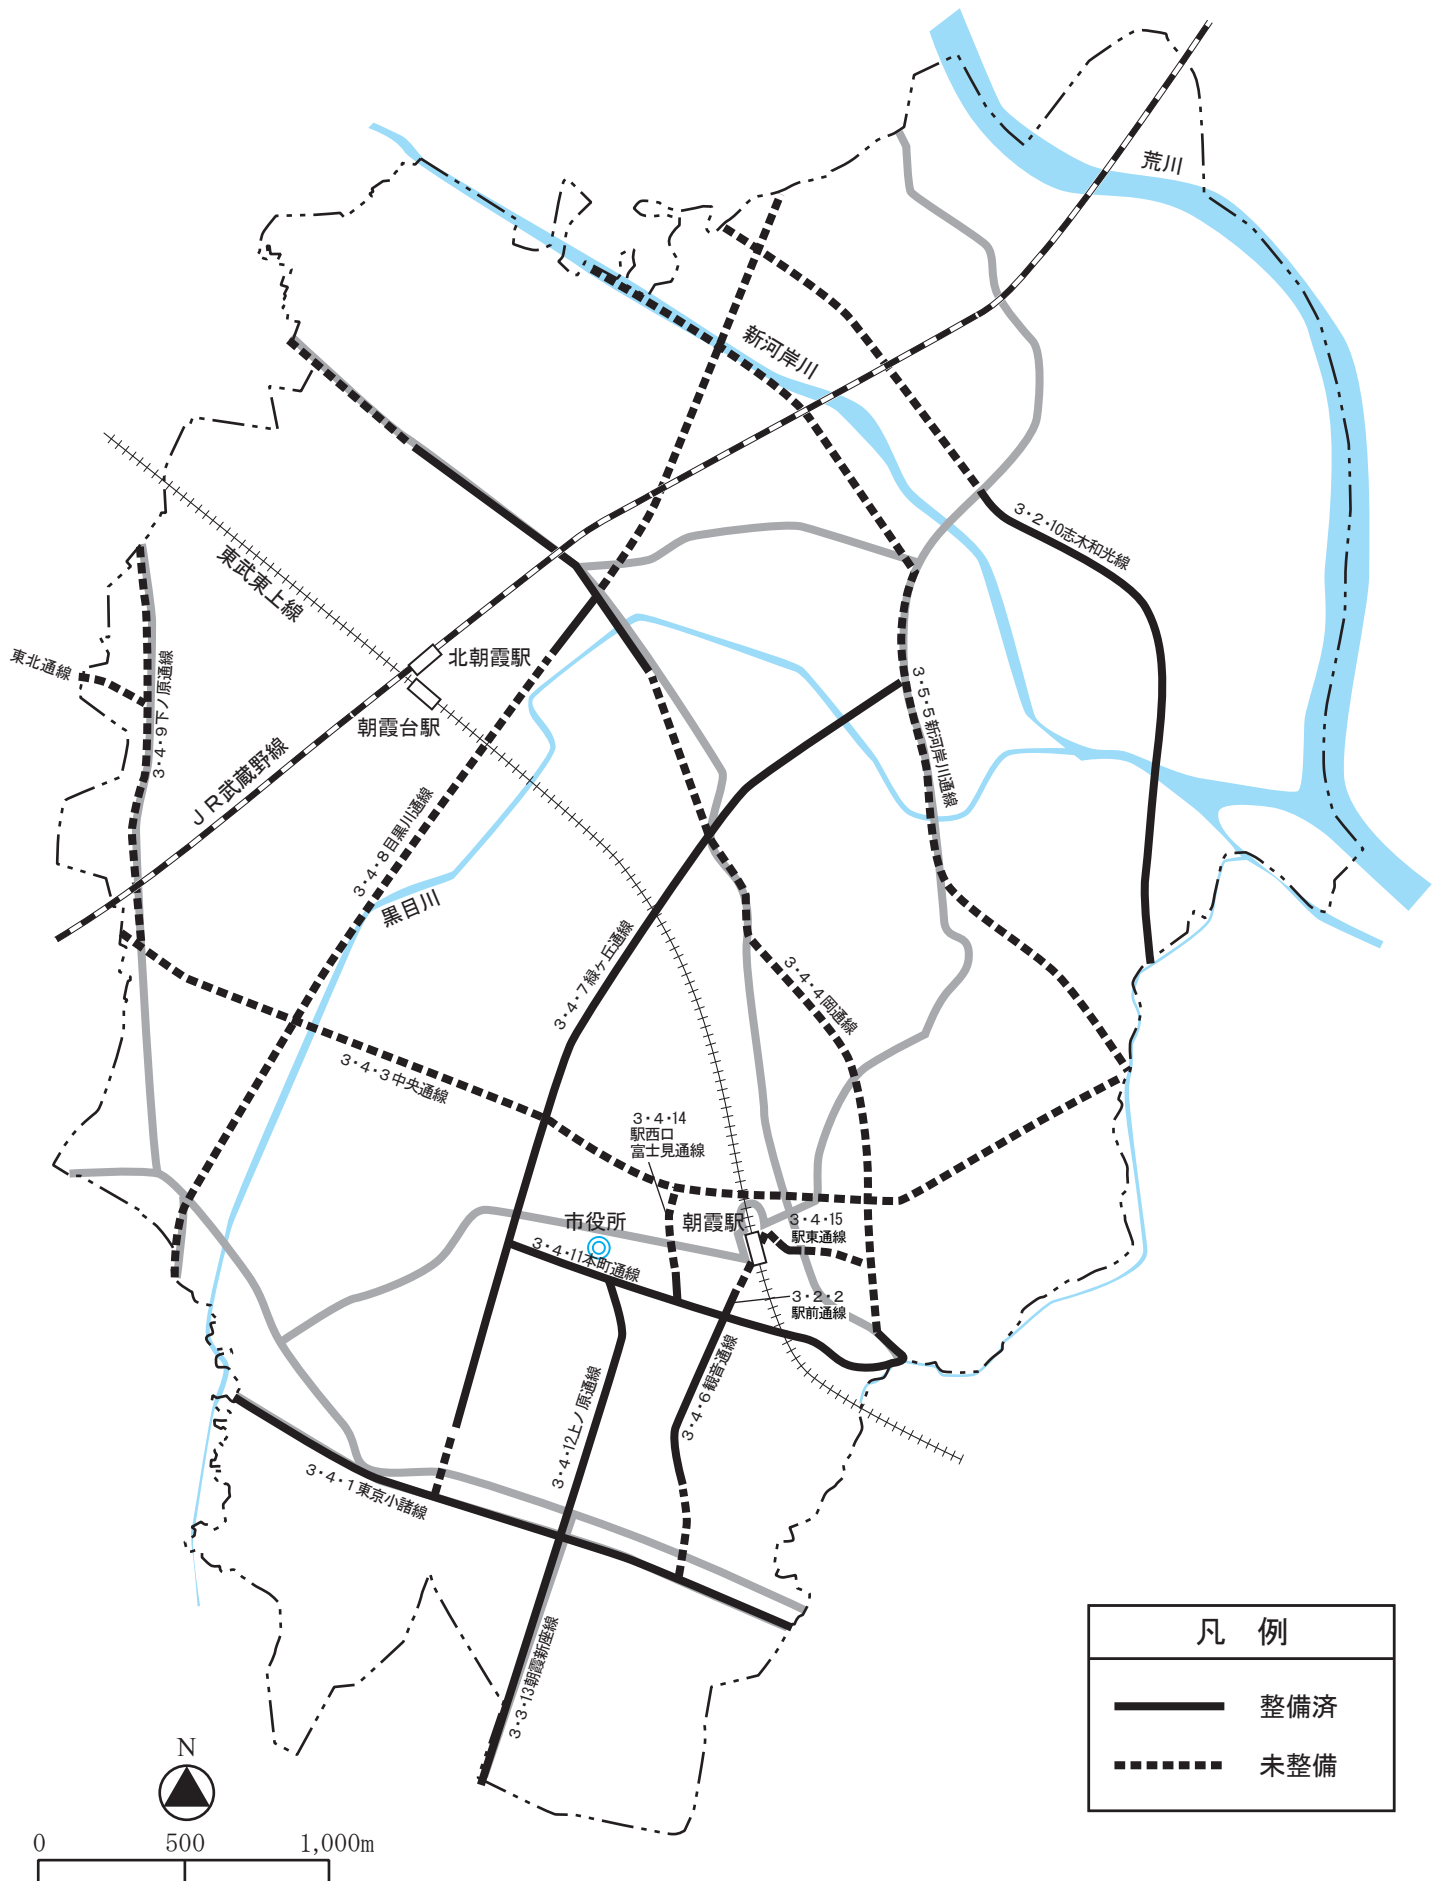 荒川
新河岸川
3・2・10志木和光線
東武東上線
北朝霞駅
東北通線
3・4・9下ノ原通線
朝霞台駅
3・5・5新河岸川通線
JR武蔵野線
3・4・8目黒川通線
黒目川
3・4・7緑ヶ丘通線
3・4・4岡通線
3・4・3中央通線
3・4・14
駅西口
富士見通線
市役所
朝霞駅
3・4・15
駅東通線
3・4・11本町通線
3・2・2
駅前通線
3・4・6観音通線
3・4・12上ノ原通線
3・4・1東京小諸線
3・3・13朝霞新座線
凡 例
整備済
未整備
N
0 500 1,000m